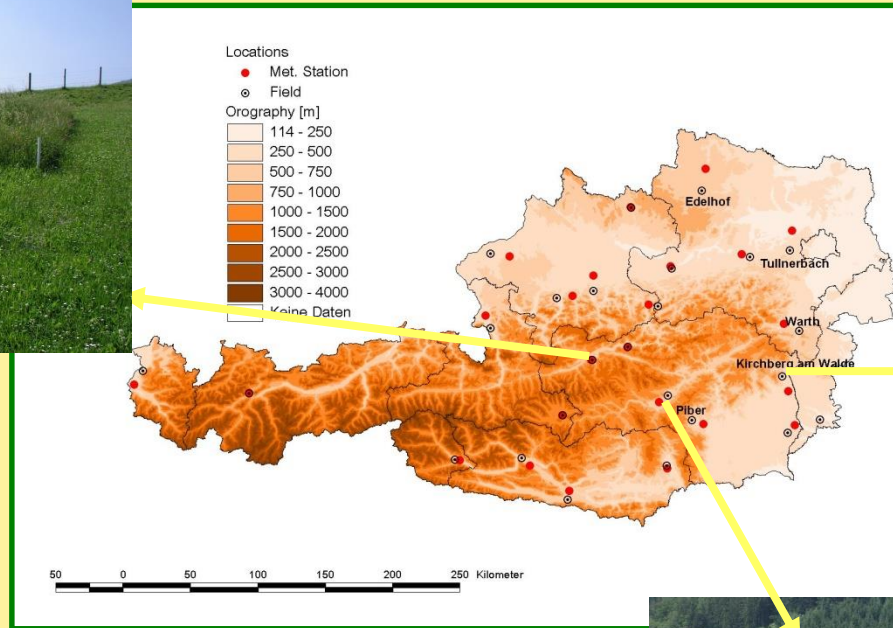 Locations
Met. Station
Field
Orography [m]
114 - 250
250 - 500
500 - 750
750 - 1000
1000 - 1500
1500 - 2000
2000 - 2500
2500 - 3000
3000 - 4000
Keine Daten
Edelhof
Tullnerbach
Warth
Kirchberg am Walde
Piber
50 0 50 100 150 200 250 Kilometer